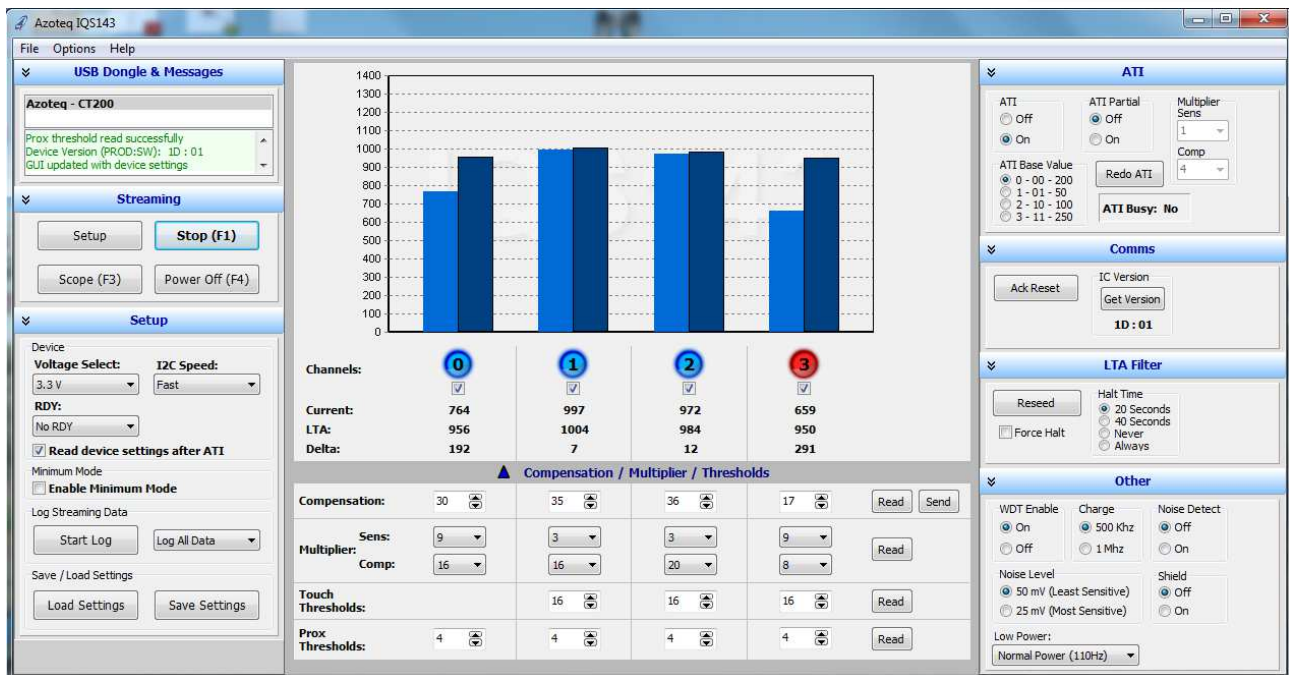 Azoteq IQS143
File Options Help
USB Dongle & Messages
Azoteq - CT200
Prox threshold read successfully
Device Version (PROD:SW): 1D : 01
GUI updated with device settings
Streaming
Setup
Stop (F1)
Scope (F3)
Power Off (F4)
Setup
Device
Voltage Select: I2C Speed:
3.3 V Fast
RDY:
No RDY
Read device settings after ATI
Minimum Mode
Enable Minimum Mode
Log Streaming Data
Start Log Log All Data
Save / Load Settings
Load Settings Save Settings
1400
1300
1200
1100
1000
900
800
700
600
500
400
300
200
100
0
Channels: 0 1 2 3
Current: 764 997 972 659
LTA: 956 1004 984 950
Delta: 192 7 12 291
Compensation / Multiplier / Thresholds
Compensation: 30 35 36 17 Read Send
Sens: 9 3 3 9
Multiplier: Read
Comp: 16 16 20 8
Touch
Thresholds: 16 16 16 Read
Prox
Thresholds: 4 4 4 4 Read
ATI
ATI
Off
On
ATI Partial
Off
On
Multiplier
Sens
1
Comp
4
ATI Base Value
0 - 00 - 200
1 - 01 - 50
2 - 10 - 100
3 - 11 - 250
Redo ATI
ATI Busy: No
Comms
Ack Reset
IC Version
Get Version
1D : 01
LTA Filter
Reseed
Force Halt
Halt Time
20 Seconds
40 Seconds
Never
Always
Other
WDT Enable
On
Off
Charge
500 Khz
1 Mhz
Noise Detect
Off
On
Noise Level
50 mV (Least Sensitive)
25 mV (Most Sensitive)
Shield
Off
On
Low Power:
Normal Power (110Hz)